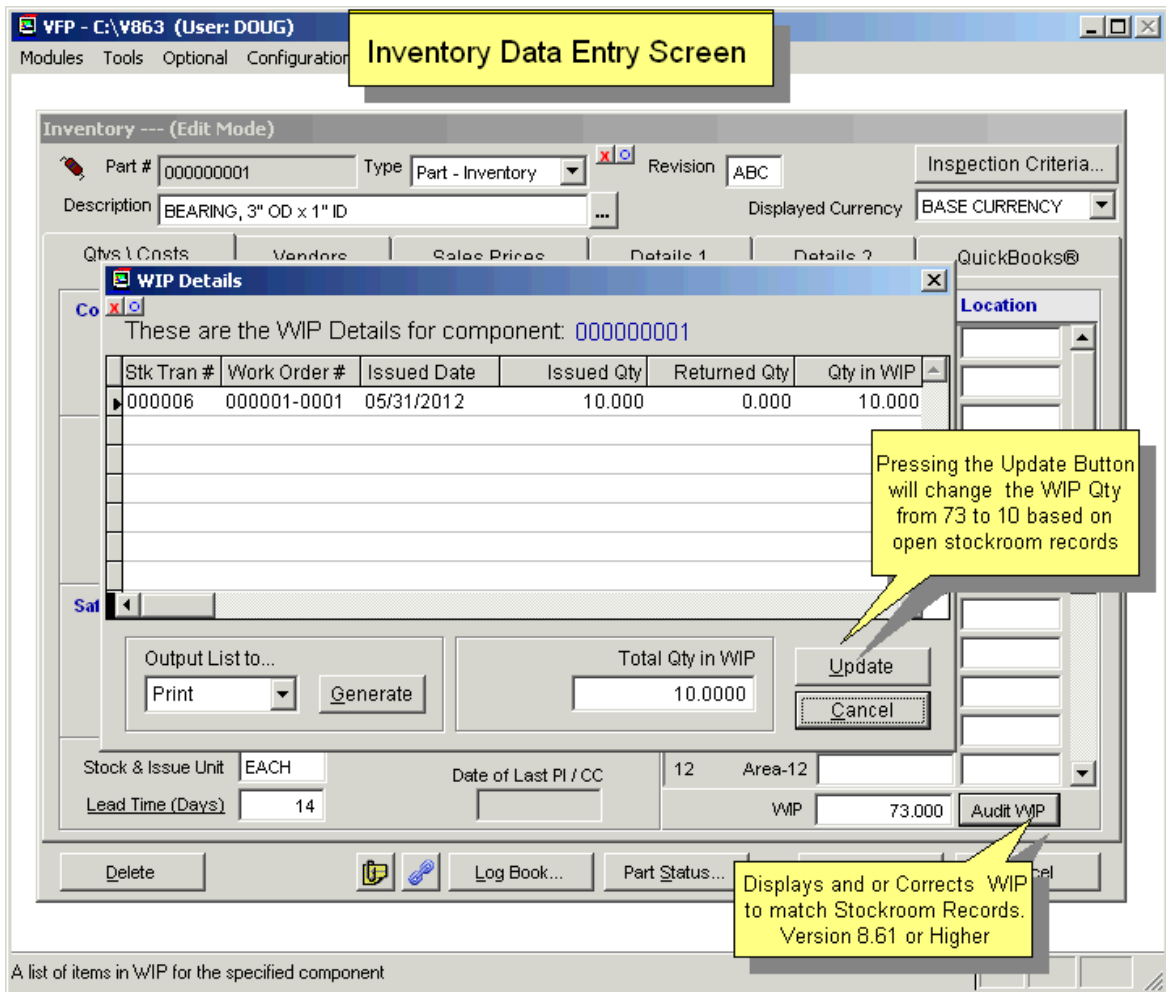 VFP - C:\V863 (User: DOUG)
Modules Tools Optional Configuration
Inventory Data Entry Screen
Inventory --- (Edit Mode)
Part # 000000001 Type Part - Inventory Revision ABC Inspection Criteria...
Description BEARING, 3" OD x 1" ID ... Displayed Currency BASE CURRENCY
Qtys \ Costs Vendors Sales Prices Details 1 Details 2 QuickBooks®
WIP Details
Co Location
These are the WIP Details for component: 000000001
Stk Tran # Work Order # Issued Date Issued Qty Returned Qty Qty in WIP
000006 000001-0001 05/31/2012 10.000 0.000 10.000
Pressing the Update Button
will change the WIP Qty
from 73 to 10 based on
open stockroom records
Saf
Output List to... Total Qty in WIP Update
Print Generate 10.0000
Cancel
Stock & Issue Unit EACH Date of Last PI / CC 12 Area-12
Lead Time (Days) 14 WIP 73.000 Audit WIP
Delete Log Book... Part Status... cel
Displays and or Corrects WIP
to match Stockroom Records.
Version 8.61 or Higher
A list of items in WIP for the specified component